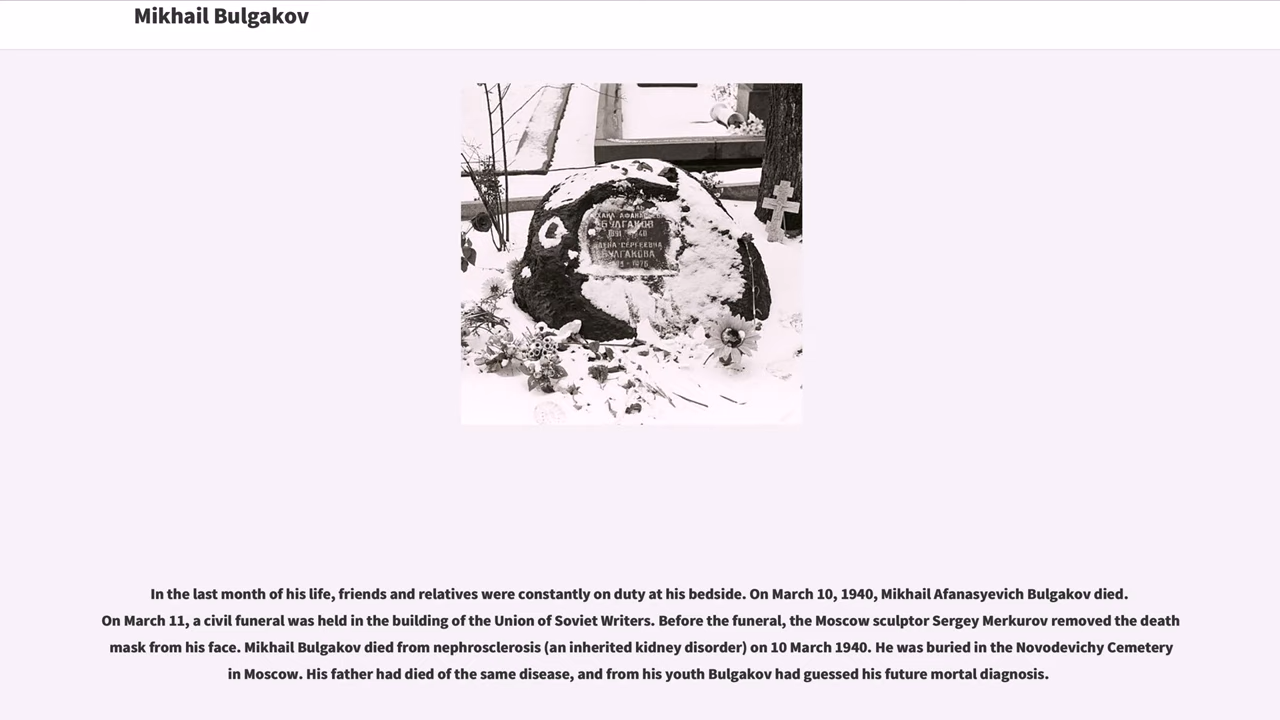 Mikhail Bulgakov
БУЛГАКОВ
СЕРГЕЕВНА
БУЛГАКОВА
In the last month of his life, friends and relatives were constantly on duty at his bedside. On March 10, 1940, Mikhail Afanasyevich Bulgakov died.
On March 11, a civil funeral was held in the building of the Union of Soviet Writers. Before the funeral, the Moscow sculptor Sergey Merkurov removed the death
mask from his face. Mikhail Bulgakov died from nephrosclerosis (an inherited kidney disorder) on 10 March 1940. He was buried in the Novodevichy Cemetery
in Moscow. His father had died of the same disease, and from his youth Bulgakov had guessed his future mortal diagnosis.